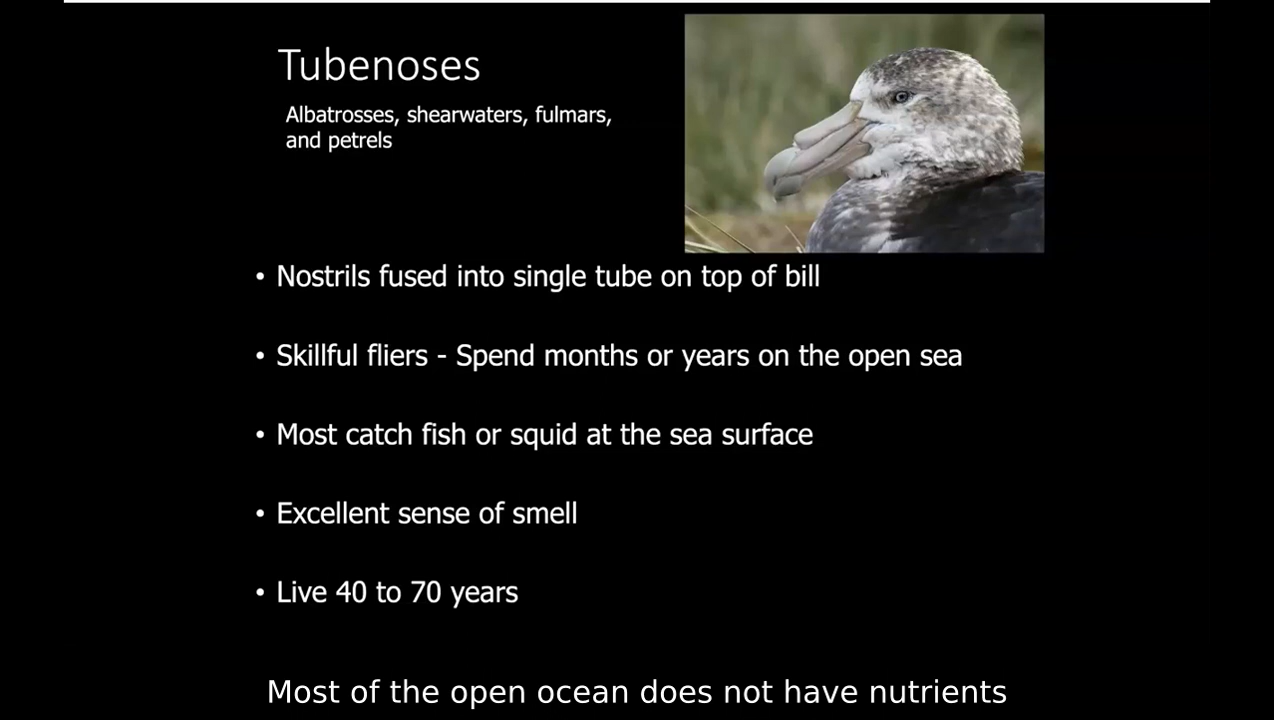 Tubenoses
Albatrosses, shearwaters, fulmars,
and petrels
• Nostrils fused into single tube on top of bill
• Skillful fliers - Spend months or years on the open sea
• Most catch fish or squid at the sea surface
• Excellent sense of smell
• Live 40 to 70 years
Most of the open ocean does not have nutrients